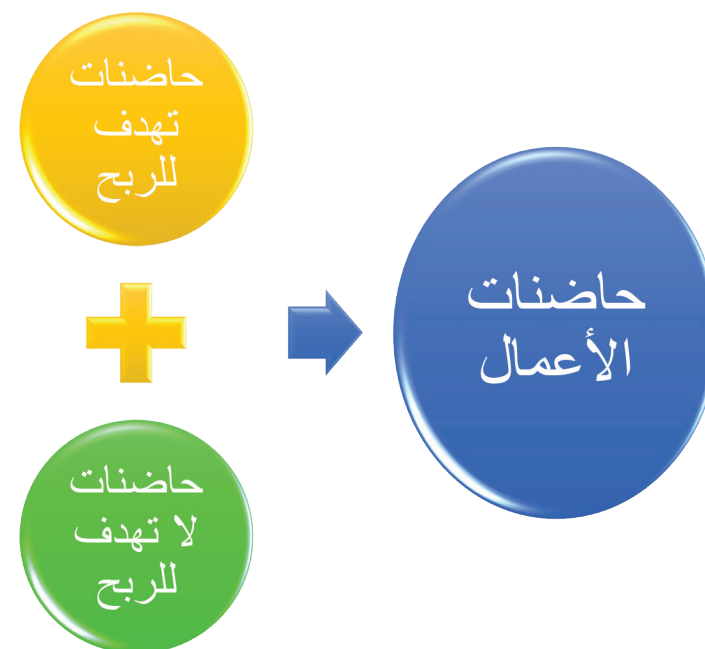 حاضنات
تهدف
للربح
حاضنات
لا تهدف
للربح
حاضنات
الأعمال